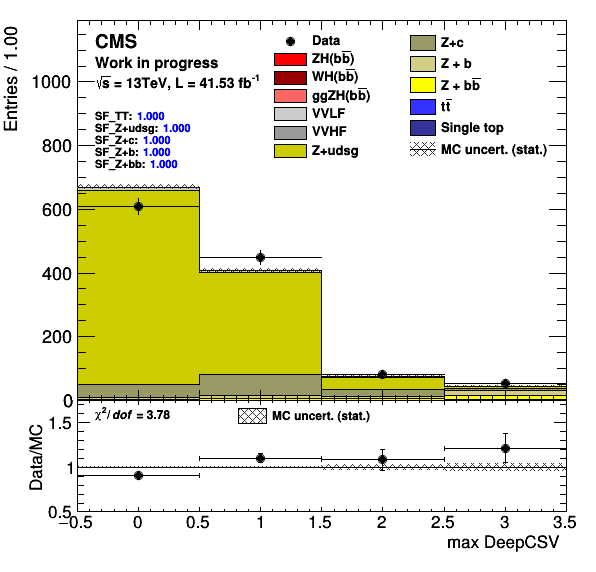 CMS
Work in progress
√s = 13TeV, L = 41.53 fb⁻¹
SF_TT: 1.000
SF_Z+udsg: 1.000
SF_Z+c: 1.000
SF_Z+b: 1.000
SF_Z+bb: 1.000
Data
ZH(bb̅)
WH(bb̅)
ggZH(bb̅)
VVLF
VVHF
Z+udsg
Z+c
Z + b
Z + bb̅
tt̅
Single top
MC uncert. (stat.)
Entries / 1.00
1000
800
600
400
200
0
χ²/dof = 3.78
MC uncert. (stat.)
Data/MC
1.5
1
0.5
−0.5 0 0.5 1 1.5 2 2.5 3 3.5
max DeepCSV